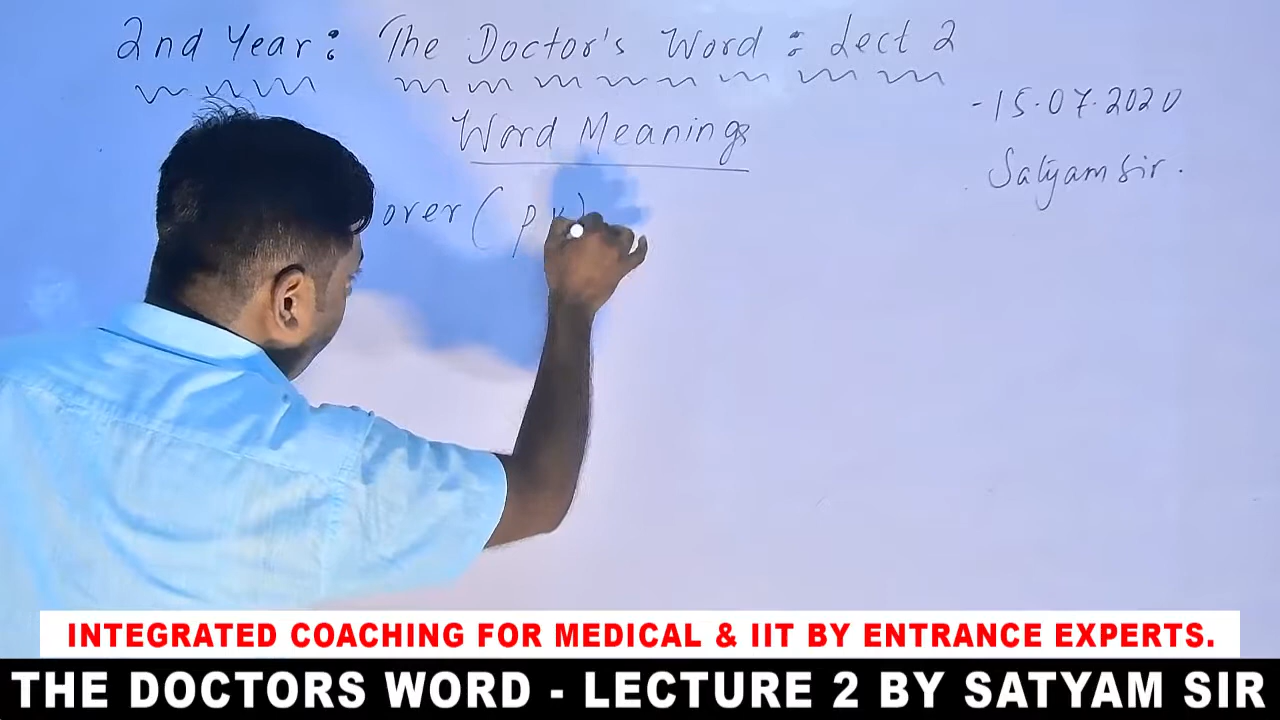 2nd Year: The Doctor's Word: Lect 2
-15.07.2020
Word Meanings
Satyam Sir.
over (p v)
INTEGRATED COACHING FOR MEDICAL & IIT BY ENTRANCE EXPERTS.
THE DOCTORS WORD - LECTURE 2 BY SATYAM SIR